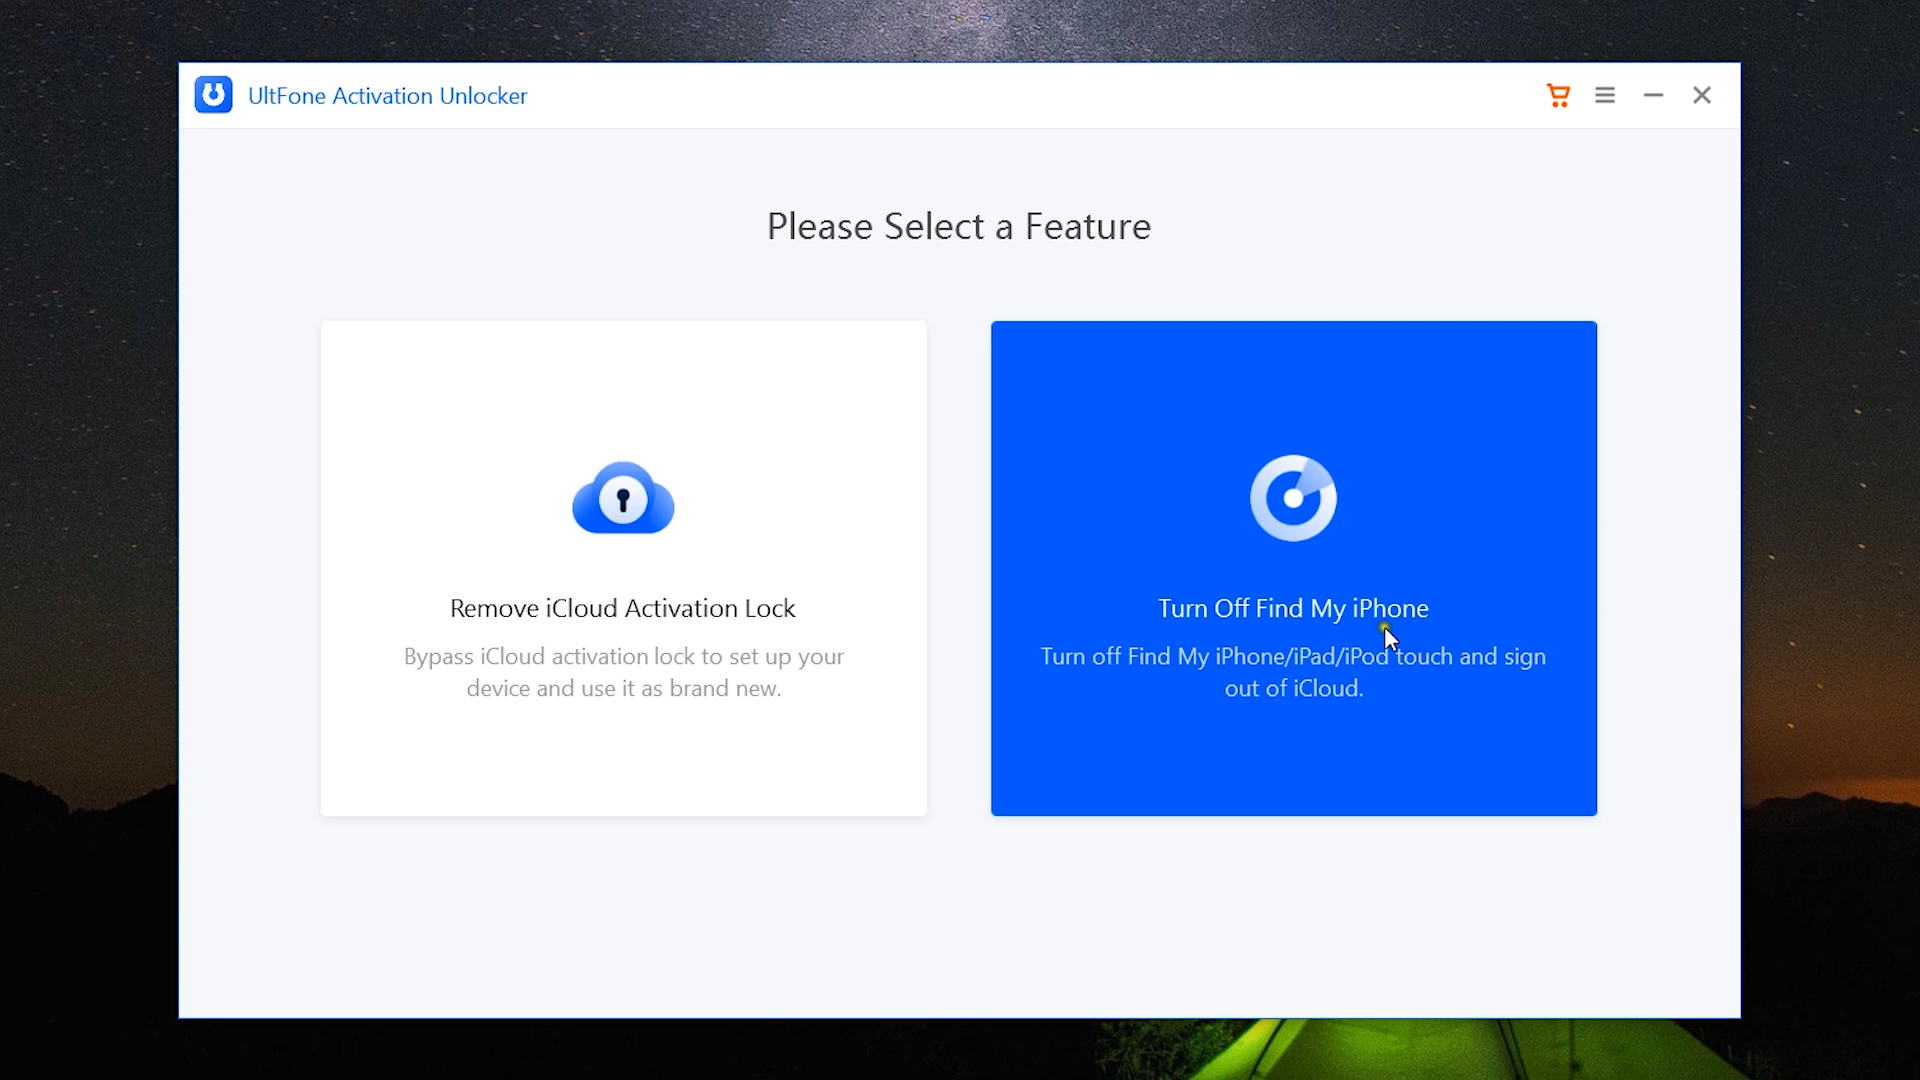 UltFone Activation Unlocker
Please Select a Feature
Remove iCloud Activation Lock
Bypass iCloud activation lock to set up your
device and use it as brand new.
Turn Off Find My iPhone
Turn off Find My iPhone/iPad/iPod touch and sign
out of iCloud.